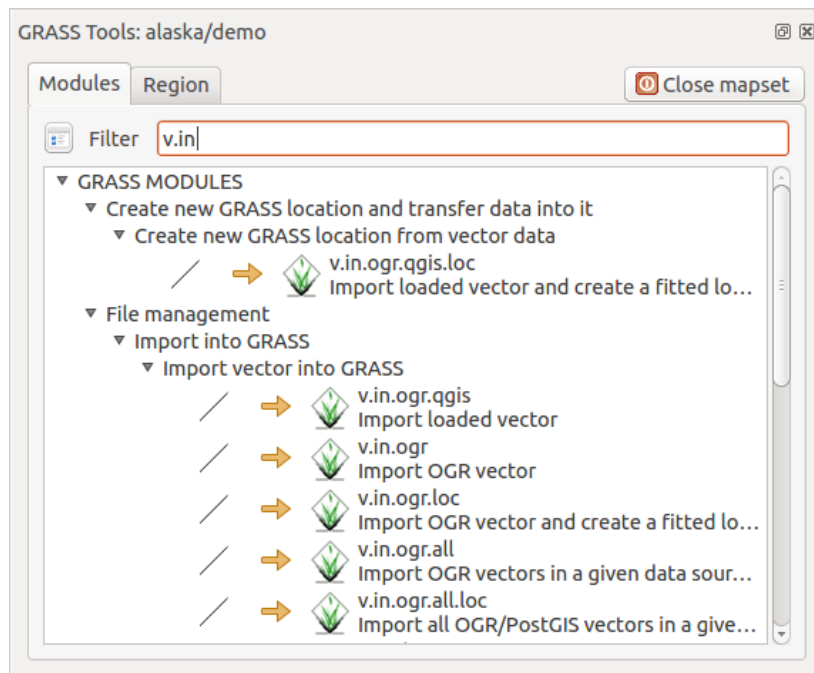 GRASS Tools: alaska/demo
Modules Region Close mapset
Filter v.in
GRASS MODULES
Create new GRASS location and transfer data into it
Create new GRASS location from vector data
v.in.ogr.qgis.loc
Import loaded vector and create a fitted lo...
File management
Import into GRASS
Import vector into GRASS
v.in.ogr.qgis
Import loaded vector
v.in.ogr
Import OGR vector
v.in.ogr.loc
Import OGR vector and create a fitted lo...
v.in.ogr.all
Import OGR vectors in a given data sour...
v.in.ogr.all.loc
Import all OGR/PostGIS vectors in a give...